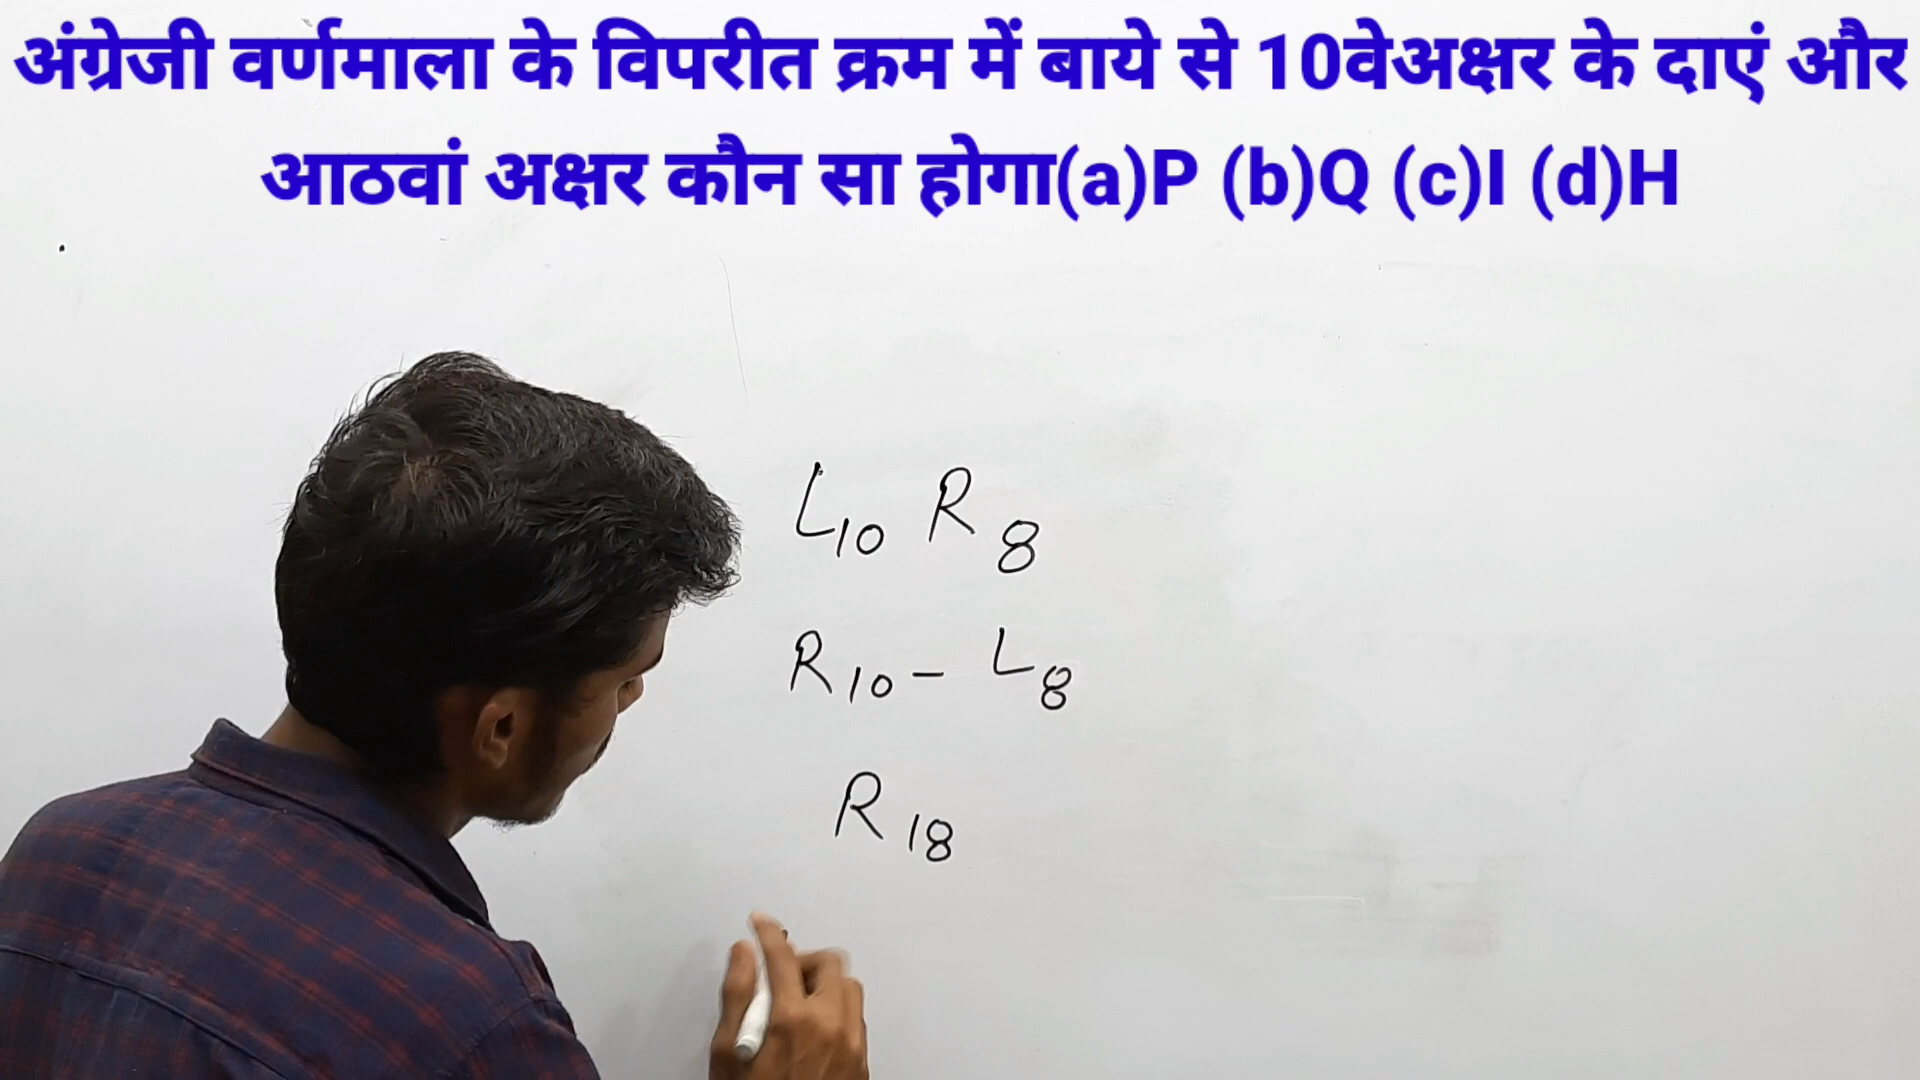 अंग्रेजी वर्णमाला के विपरीत क्रम में बाये से 10वेअक्षर के दाएं और
आठवां अक्षर कौन सा होगा(a)P (b)Q (c)I (d)H
L10 R8
R10 - L8
R18